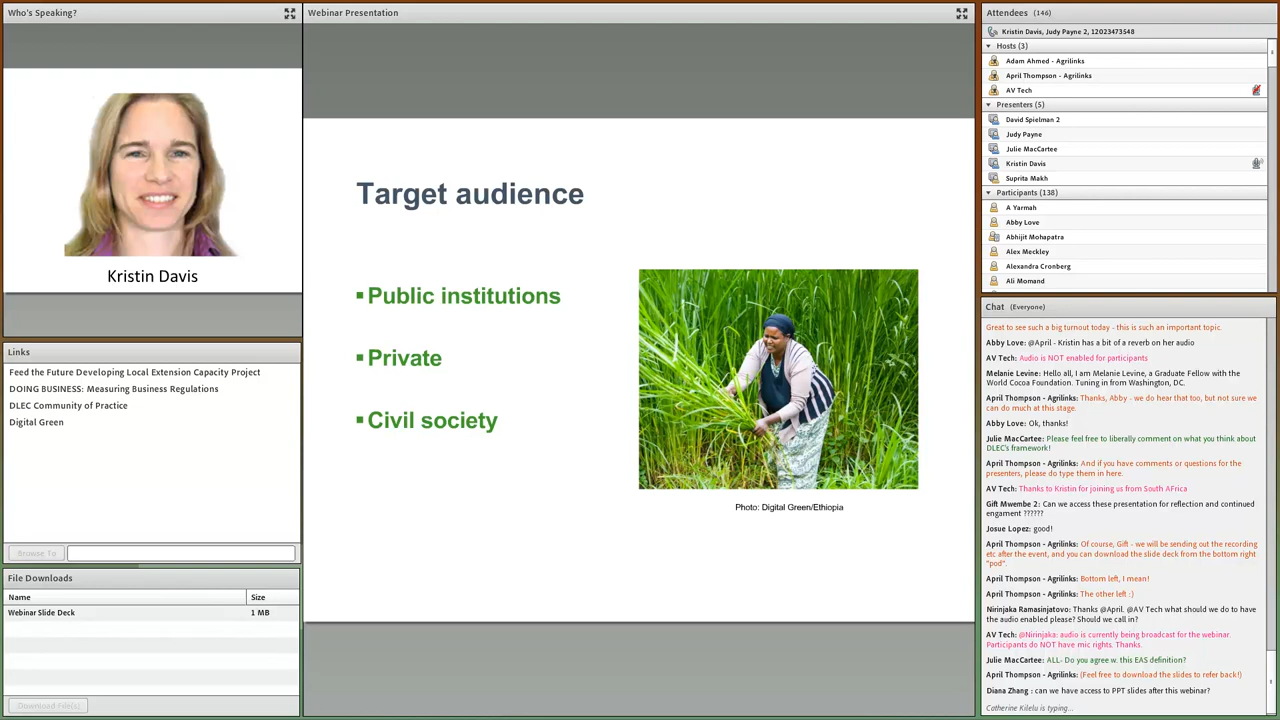 Who's Speaking?
Kristin Davis
Links
Feed the Future Developing Local Extension Capacity Project
DOING BUSINESS: Measuring Business Regulations
DLEC Community of Practice
Digital Green
Browse To
File Downloads
Name Size
Webinar Slide Deck 1 MB
Download File(s)
Webinar Presentation
Target audience
▪ Public institutions
▪ Private
▪ Civil society
Photo: Digital Green/Ethiopia
Attendees (146)
Kristin Davis, Judy Payne 2, 12023473548
Hosts (3)
Adam Ahmed - Agrilinks
April Thompson - Agrilinks
AV Tech
Presenters (5)
David Spielman 2
Judy Payne
Julie MacCartee
Kristin Davis
Suprita Makh
Participants (138)
A Yarmah
Abby Love
Abhijit Mohapatra
Alex Meckley
Alexandra Cronberg
Ali Momand
Chat (Everyone)
Great to see such a big turnout today - this is such an important topic.
Abby Love: @April - Kristin has a bit of a reverb on her audio
AV Tech: Audio is NOT enabled for participants
Melanie Levine: Hello all, I am Melanie Levine, a Graduate Fellow with the
World Cocoa Foundation. Tuning in from Washington, DC.
April Thompson - Agrilinks: Thanks, Abby - we do hear that too, but not sure we
can do much at this stage.
Abby Love: Ok, thanks!
Julie MacCartee: Please feel free to liberally comment on what you think about
DLEC's framework!
April Thompson - Agrilinks: And if you have comments or questions for the
presenters, please do type them in here.
AV Tech: Thanks to Kristin for joining us from South AFrica
Gift Mwembe 2: Can we access these presentation for reflection and continued
engament ??????
Josue Lopez: good!
April Thompson - Agrilinks: Of course, Gift - we will be sending out the recording
etc after the event, and you can download the slide deck from the bottom right
"pod".
April Thompson - Agrilinks: Bottom left, I mean!
April Thompson - Agrilinks: The other left :)
Nirinjaka Ramasinjatovo: Thanks @April. @AV Tech what should we do to have
the audio enabled please? Should we call in?
AV Tech: @Nirinjaka: audio is currently being broadcast for the webinar.
Participants do NOT have mic rights. Thanks.
Julie MacCartee: ALL- Do you agree w. this EAS definition?
April Thompson - Agrilinks: (Feel free to download the slides to refer back!)
Diana Zhang : can we have access to PPT slides after this webinar?
Catherine Kilelu is typing...